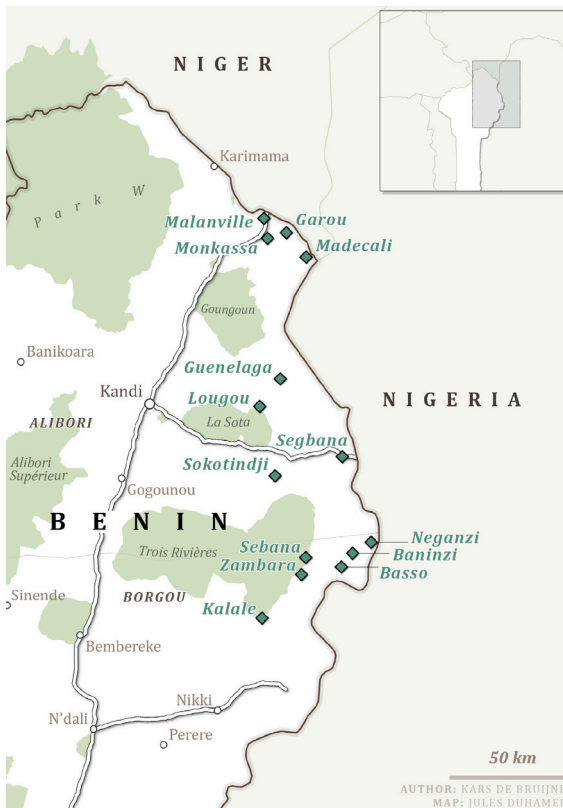 NIGER
Karimama
Park W
Malanville
Garou
Monkassa
Madecali
Goungoun
Banikoara
Guenelaga
Kandi
NIGERIA
Lougou
ALIBORI
La Sota
Segbana
Alibori
Supérieur
Sokotindji
Gogounou
BENIN
Neganzi
Sebana
Baninzi
Trois Rivières
Zambara
Basso
Sinende
BORGOU
Kalale
Bembereke
Nikki
N'dali
Perere
50 km
AUTHOR: KARS DE BRUIJNE
MAP: JULES DUHAMEL